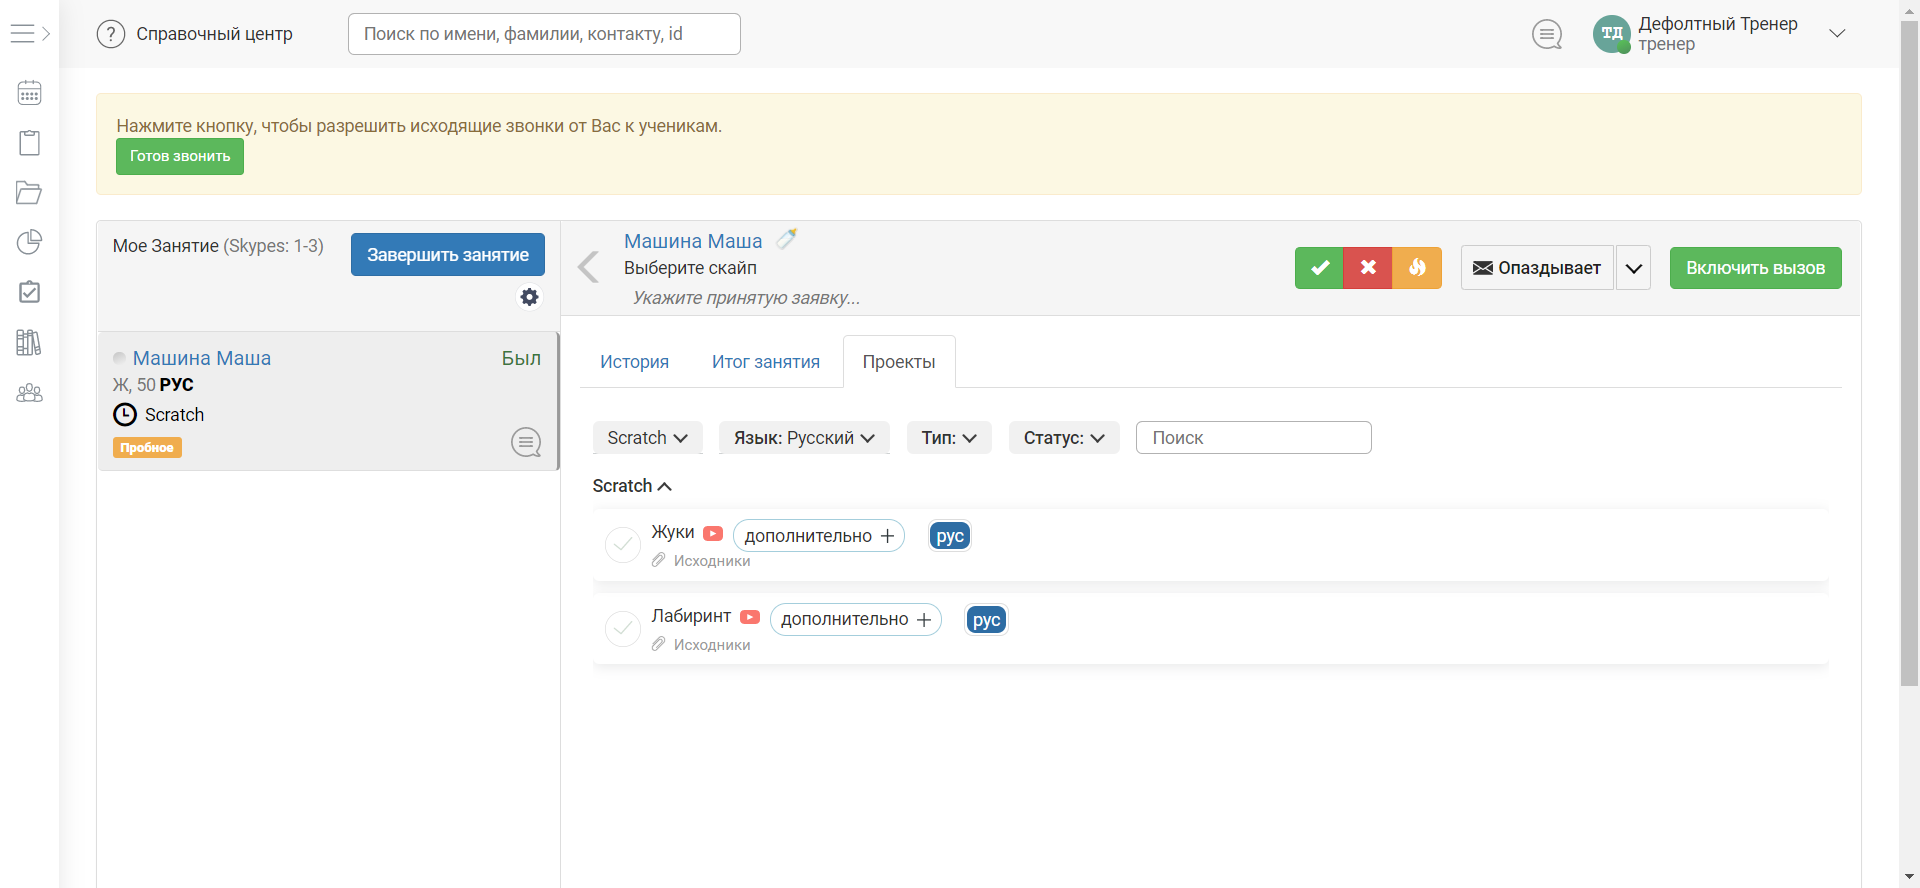 Справочный центр
Поиск по имени, фамилии, контакту, id
ТД
Дефолтный Тренер
тренер
Нажмите кнопку, чтобы разрешить исходящие звонки от Вас к ученикам.
Готов звонить
Мое Занятие (Skypes: 1-3)
Завершить занятие
Машина Маша
Был
Ж, 50 РУС
Scratch
Пробное
Машина Маша
Выберите скайп
Укажите принятую заявку...
Опаздывает
Включить вызов
История
Итог занятия
Проекты
Scratch
Язык: Русский
Тип:
Статус:
Поиск
Scratch
Жуки
дополнительно +
рус
Исходники
Лабиринт
дополнительно +
рус
Исходники